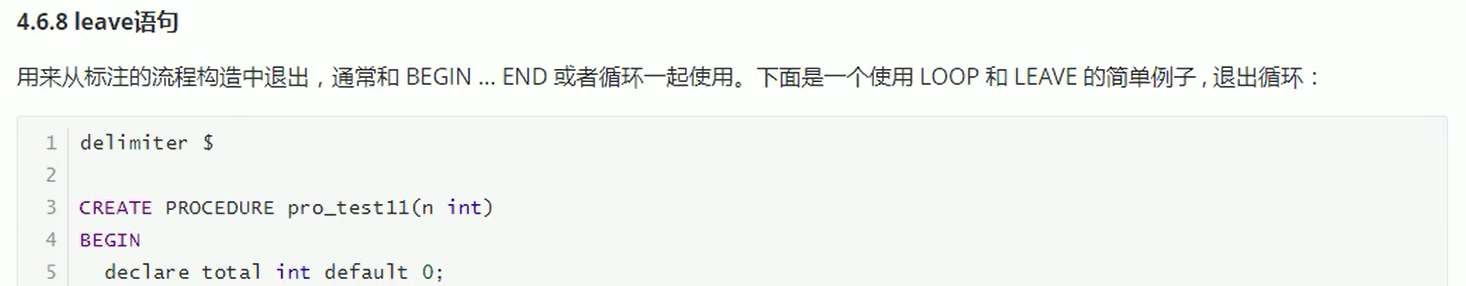 4.6.8 leave语句
用来从标注的流程构造中退出，通常和 BEGIN ... END 或者循环一起使用。下面是一个使用 LOOP 和 LEAVE 的简单例子 , 退出循环：
1 delimiter $
2
3 CREATE PROCEDURE pro_test11(n int)
4 BEGIN
5   declare total int default 0;